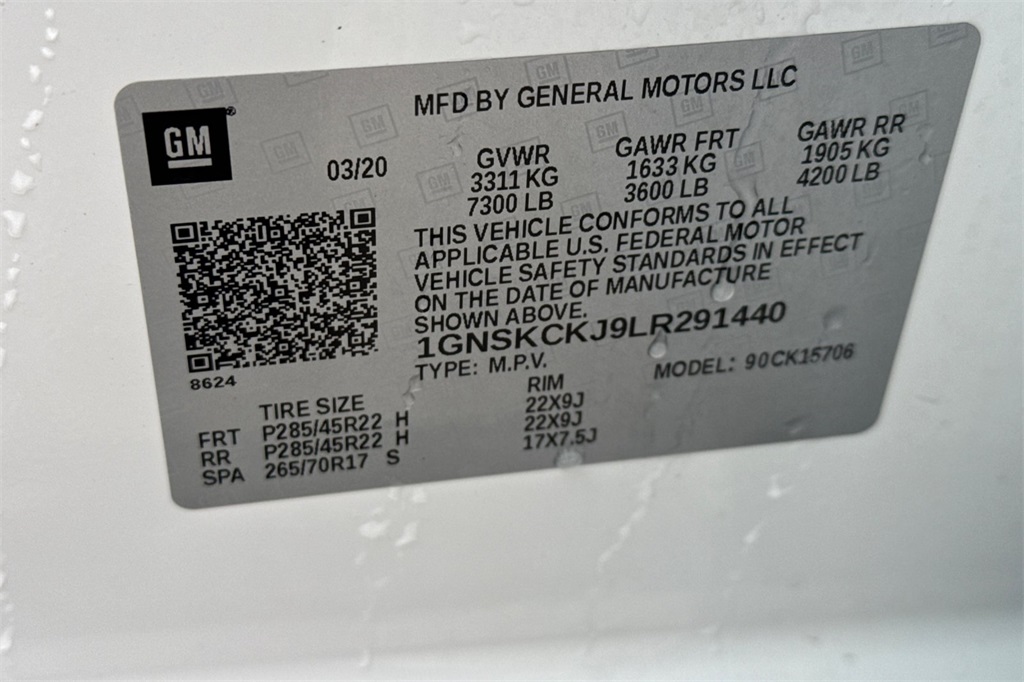 MFD BY GENERAL MOTORS LLC
GM
®
03/20
GVWR
3311 KG
7300 LB
GAWR FRT
1633 KG
3600 LB
GAWR RR
1905 KG
4200 LB
THIS VEHICLE CONFORMS TO ALL
APPLICABLE U.S. FEDERAL MOTOR
VEHICLE SAFETY STANDARDS IN EFFECT
ON THE DATE OF MANUFACTURE
SHOWN ABOVE.
1GNSKCKJ9LR291440
TYPE: M.P.V.
MODEL: 90CK15706
8624
TIRE SIZE RIM
FRT P285/45R22 H 22X9J
RR P285/45R22 H 22X9J
SPA 265/70R17 S 17X7.5J